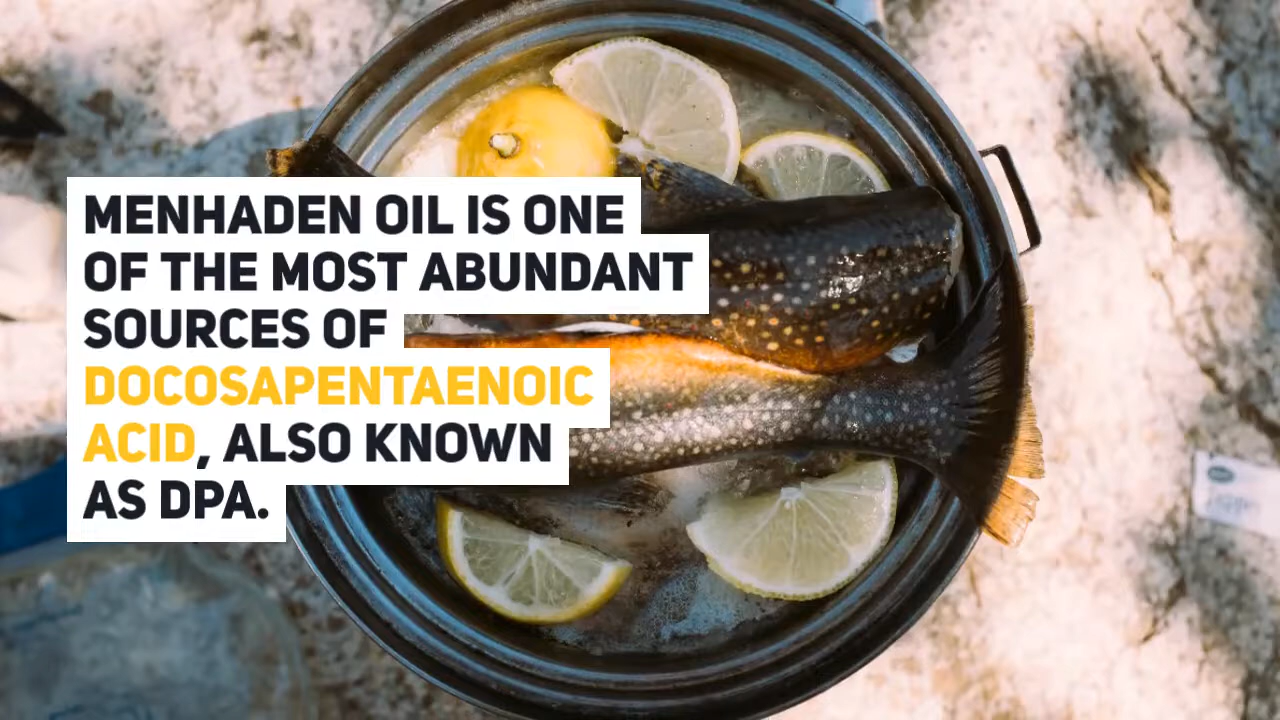 MENHADEN OIL IS ONE
OF THE MOST ABUNDANT
SOURCES OF
DOCOSAPENTAENOIC
ACID, ALSO KNOWN
AS DPA.